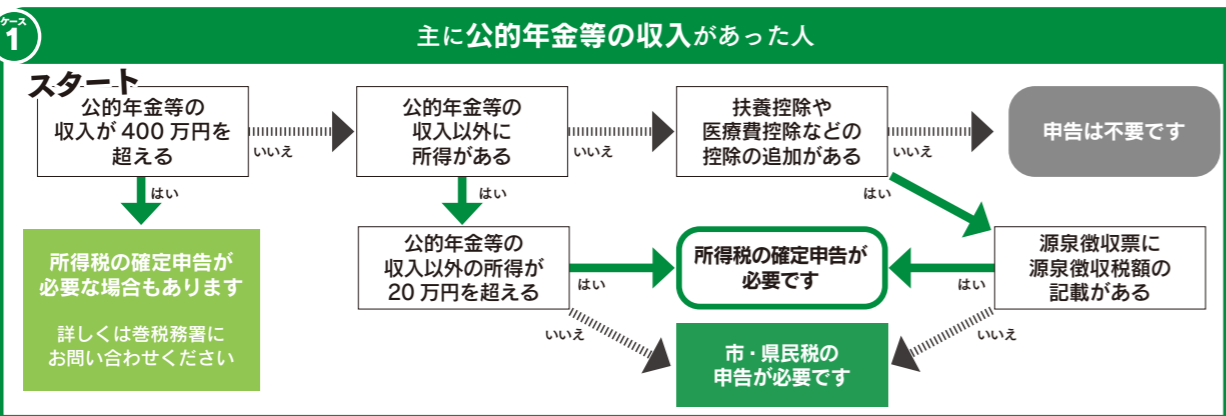 ケース
1
主に公的年金等の収入があった人
スタート
公的年金等の
収入が 400 万円を
超える
いいえ
はい
公的年金等の
収入以外に
所得がある
いいえ
はい
扶養控除や
医療費控除などの
控除の追加がある
いいえ
はい
申告は不要です
所得税の確定申告が
必要な場合もあります
詳しくは巻税務署に
お問い合わせください
公的年金等の
収入以外の所得が
20 万円を超える
はい
いいえ
所得税の確定申告が
必要です
源泉徴収票に
源泉徴収税額の
記載がある
はい
いいえ
市・県民税の
申告が必要です